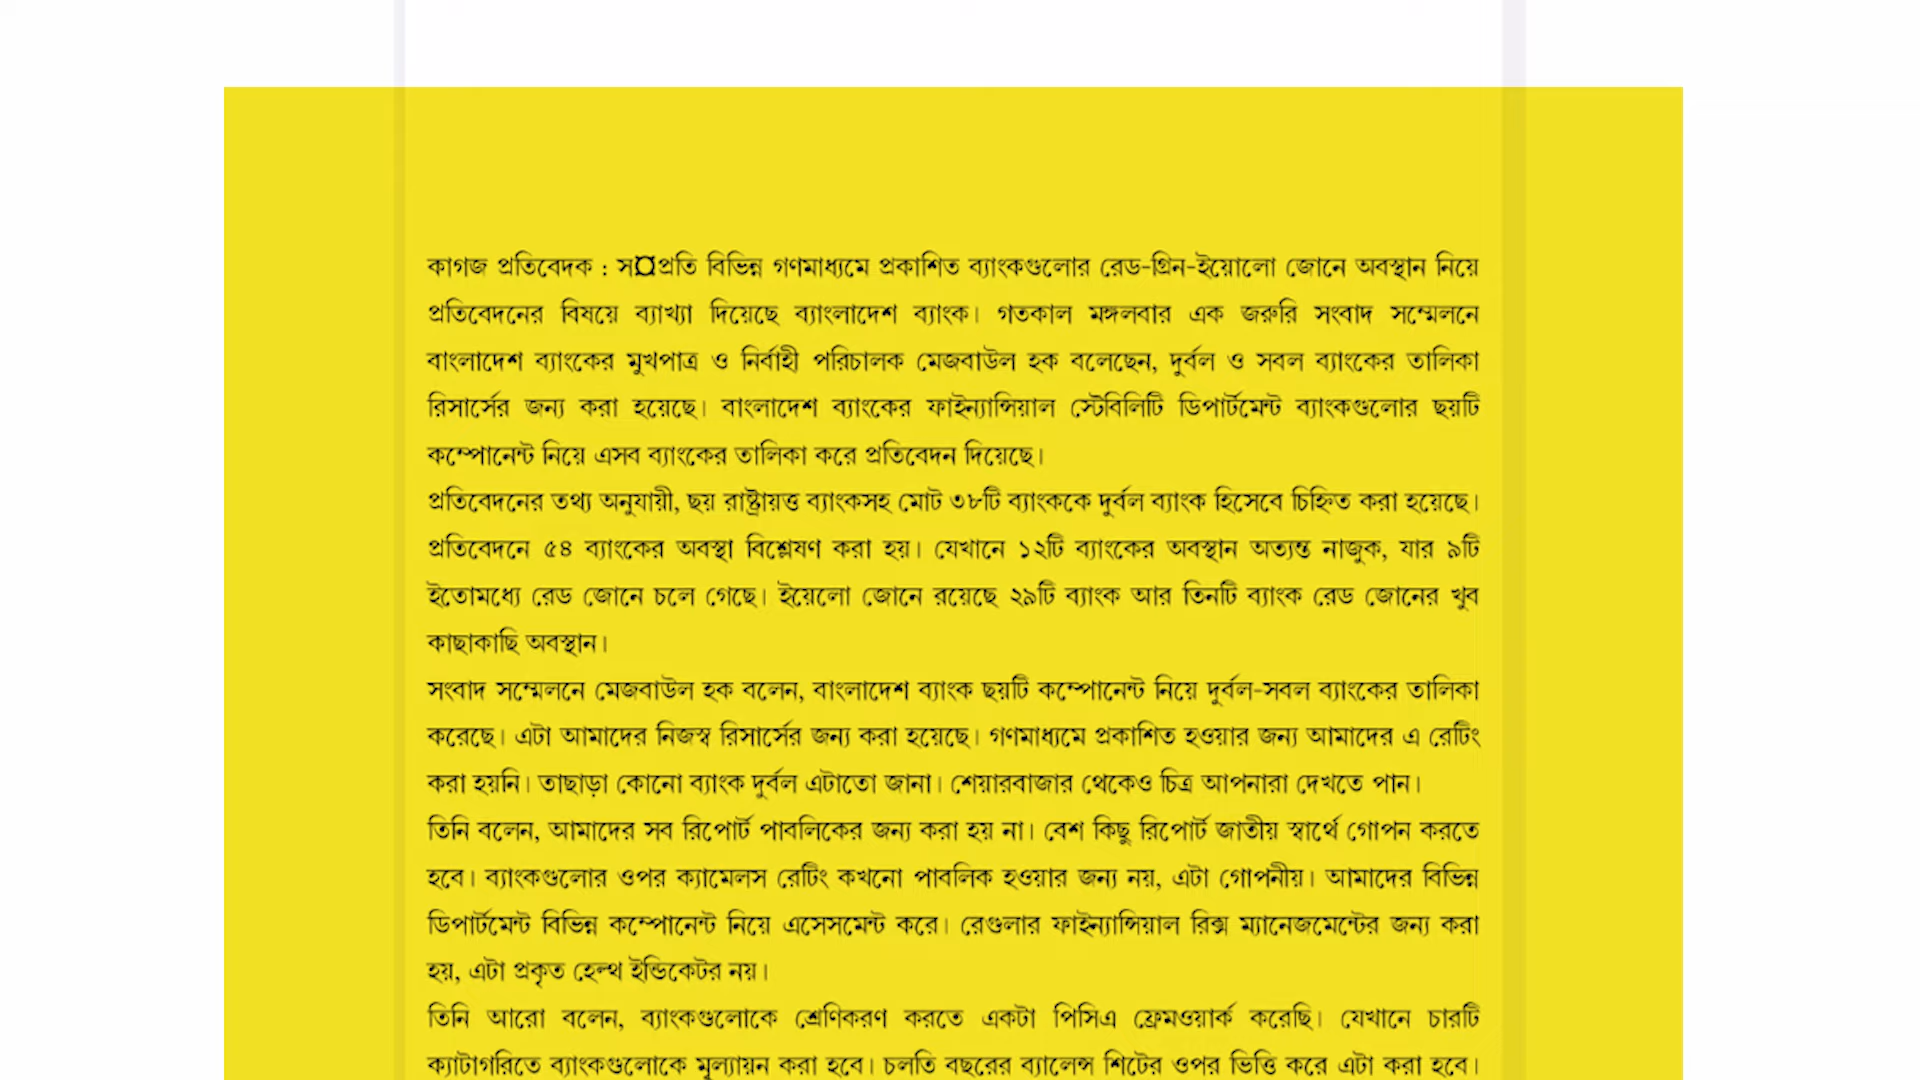 কাগজ প্রতিবেদক : স¤প্রতি বিভিন্ন গণমাধ্যমে প্রকাশিত ব্যাংকগুলোর রেড-গ্রিন-ইয়োলো জোনে অবস্থান নিয়ে
প্রতিবেদনের বিষয়ে ব্যাখ্যা দিয়েছে ব্যাংলাদেশ ব্যাংক। গতকাল মঙ্গলবার এক জরুরি সংবাদ সম্মেলনে
বাংলাদেশ ব্যাংকের মুখপাত্র ও নির্বাহী পরিচালক মেজবাউল হক বলেছেন, দুর্বল ও সবল ব্যাংকের তালিকা
রিসার্সের জন্য করা হয়েছে। বাংলাদেশ ব্যাংকের ফাইন্যান্সিয়াল স্টেবিলিটি ডিপার্টমেন্ট ব্যাংকগুলোর ছয়টি
কম্পোনেন্ট নিয়ে এসব ব্যাংকের তালিকা করে প্রতিবেদন দিয়েছে।
প্রতিবেদনের তথ্য অনুযায়ী, ছয় রাষ্ট্রায়ত্ত ব্যাংকসহ মোট ৩৮টি ব্যাংককে দুর্বল ব্যাংক হিসেবে চিহ্নিত করা হয়েছে।
প্রতিবেদনে ৫৪ ব্যাংকের অবস্থা বিশ্লেষণ করা হয়। যেখানে ১২টি ব্যাংকের অবস্থান অত্যন্ত নাজুক, যার ৯টি
ইতোমধ্যে রেড জোনে চলে গেছে। ইয়েলো জোনে রয়েছে ২৯টি ব্যাংক আর তিনটি ব্যাংক রেড জোনের খুব
কাছাকাছি অবস্থান।
সংবাদ সম্মেলনে মেজবাউল হক বলেন, বাংলাদেশ ব্যাংক ছয়টি কম্পোনেন্ট নিয়ে দুর্বল-সবল ব্যাংকের তালিকা
করেছে। এটা আমাদের নিজস্ব রিসার্সের জন্য করা হয়েছে। গণমাধ্যমে প্রকাশিত হওয়ার জন্য আমাদের এ রেটিং
করা হয়নি। তাছাড়া কোনো ব্যাংক দুর্বল এটাতো জানা। শেয়ারবাজার থেকেও চিত্র আপনারা দেখতে পান।
তিনি বলেন, আমাদের সব রিপোর্ট পাবলিকের জন্য করা হয় না। বেশ কিছু রিপোর্ট জাতীয় স্বার্থে গোপন করতে
হবে। ব্যাংকগুলোর ওপর ক্যামেলস রেটিং কখনো পাবলিক হওয়ার জন্য নয়, এটা গোপনীয়। আমাদের বিভিন্ন
ডিপার্টমেন্ট বিভিন্ন কম্পোনেন্ট নিয়ে এসেসমেন্ট করে। রেগুলার ফাইন্যান্সিয়াল রিক্স ম্যানেজমেন্টের জন্য করা
হয়, এটা প্রকৃত হেল্থ ইন্ডিকেটর নয়।
তিনি আরো বলেন, ব্যাংকগুলোকে শ্রেণিকরণ করতে একটা পিসিএ ফ্রেমওয়ার্ক করেছি। যেখানে চারটি
ক্যাটাগরিতে ব্যাংকগুলোকে মূল্যায়ন করা হবে। চলতি বছরের ব্যালেন্স শিটের ওপর ভিত্তি করে এটা করা হবে।